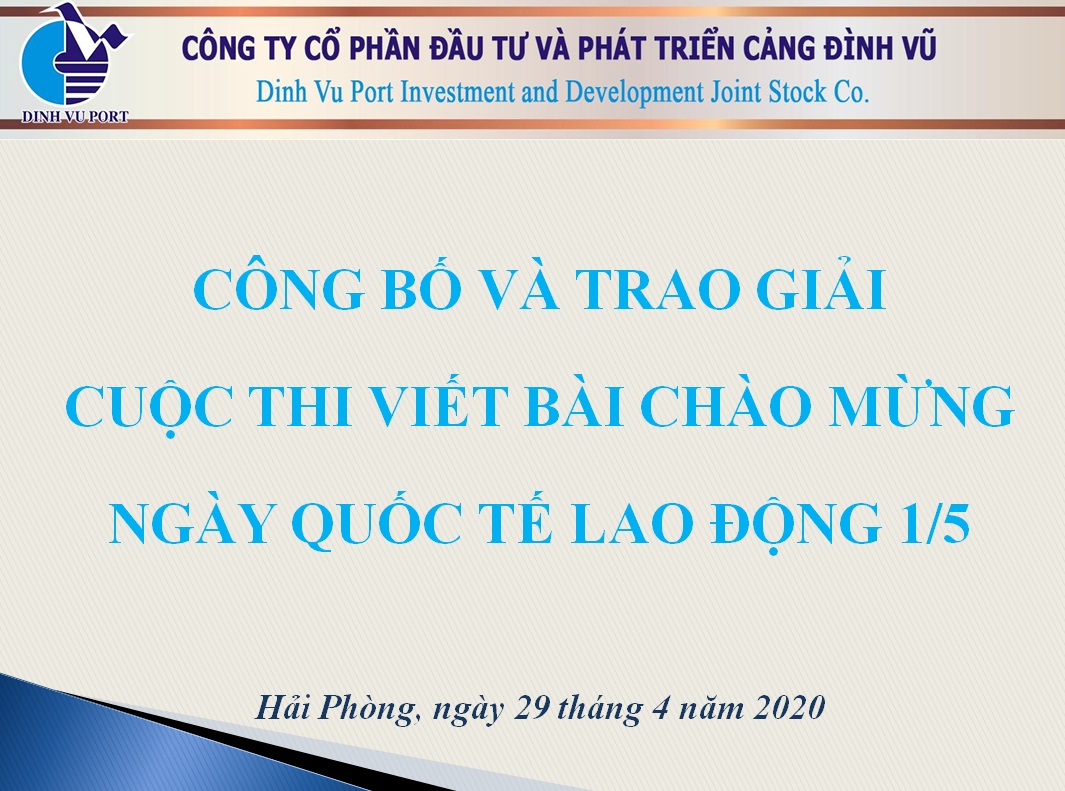 DINH VU PORT
CÔNG TY CỔ PHẦN ĐẦU TƯ VÀ PHÁT TRIỂN CẢNG ĐÌNH VŨ
Dinh Vu Port Investment and Development Joint Stock Co.
CÔNG BỐ VÀ TRAO GIẢI
CUỘC THI VIẾT BÀI CHÀO MỪNG
NGÀY QUỐC TẾ LAO ĐỘNG 1/5
Hải Phòng, ngày 29 tháng 4 năm 2020